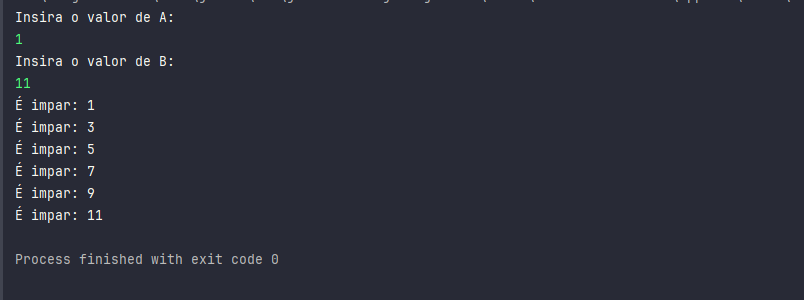 Insira o valor de A:
1
Insira o valor de B:
11
É impar: 1
É impar: 3
É impar: 5
É impar: 7
É impar: 9
É impar: 11
Process finished with exit code 0